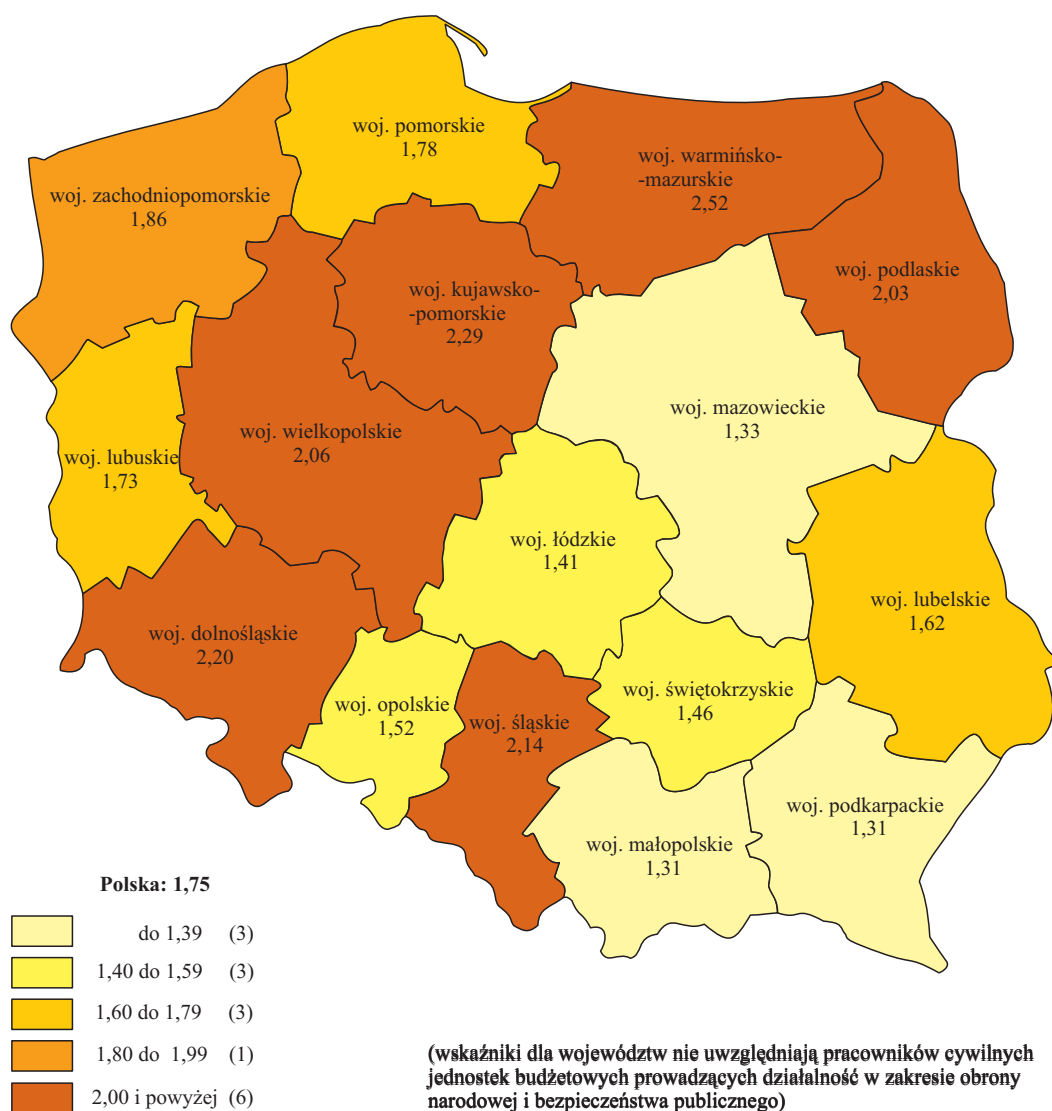 woj. pomorskie
1,78
woj. warmińsko-
-mazurskie
2,52
woj. zachodniopomorskie
1,86
woj. podlaskie
2,03
woj. kujawsko-
-pomorskie
2,29
woj. mazowieckie
1,33
woj. wielkopolskie
2,06
woj. lubuskie
1,73
woj. łódzkie
1,41
woj. lubelskie
1,62
woj. dolnośląskie
2,20
woj. świętokrzyskie
1,46
woj. opolskie
1,52
woj. śląskie
2,14
woj. podkarpackie
1,31
woj. małopolskie
1,31
Polska: 1,75
do 1,39 (3)
1,40 do 1,59 (3)
1,60 do 1,79 (3)
1,80 do 1,99 (1)
2,00 i powyżej (6)
(wskaźniki dla województw nie uwzględniają pracowników cywilnych
jednostek budżetowych prowadzących działalność w zakresie obrony
narodowej i bezpieczeństwa publicznego)